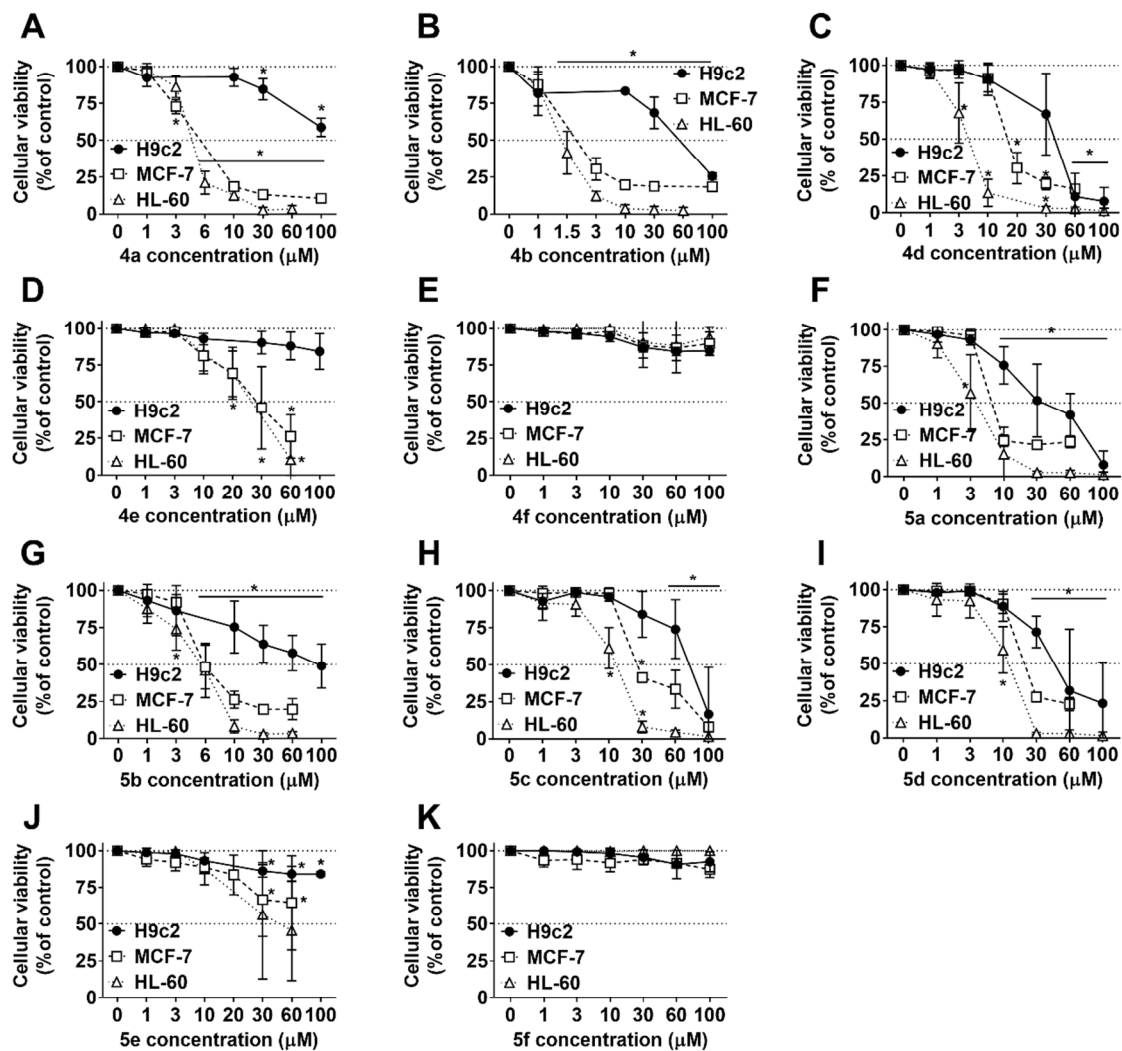 A
Cellular viability
(%of control)
100
75
50
25
0
*
*
*
*
H9c2
MCF-7
HL-60
0 1 3 6 10 30 60 100
4a concentration (μM)
B
Cellular viability
(%of control)
100
75
50
25
0
*
H9c2
MCF-7
HL-60
0 1 1.5 3 10 30 60 100
4b concentration (μM)
C
Cellular viability
(% of control)
100
75
50
25
0
*
*
*
*
*
*
H9c2
MCF-7
HL-60
0 1 3 10 20 30 60 100
4d concentration (μM)
D
Cellular viability
(%of control)
100
75
50
25
0
*
*
*
*
H9c2
MCF-7
HL-60
0 1 3 10 20 30 60 100
4e concentration (μM)
E
Cellular viability
(%of control)
100
75
50
25
0
H9c2
MCF-7
HL-60
0 1 3 10 30 60 100
4f concentration (μM)
F
Cellular viability
(%of control)
100
75
50
25
0
*
*
H9c2
MCF-7
HL-60
0 1 3 10 30 60 100
5a concentration (μM)
G
Cellular viability
(%of control)
100
75
50
25
0
*
*
H9c2
MCF-7
HL-60
0 1 3 6 10 30 60 100
5b concentration (μM)
H
Cellular viability
(%of control)
100
75
50
25
0
*
*
*
*
H9c2
MCF-7
HL-60
0 1 3 10 30 60 100
5c concentration (μM)
I
Cellular viability
(%of control)
100
75
50
25
0
*
*
H9c2
MCF-7
HL-60
0 1 3 10 30 60 100
5d concentration (μM)
J
Cellular viability
(%of control)
100
75
50
25
0
*
*
*
*
*
H9c2
MCF-7
HL-60
0 1 3 10 20 30 60 100
5e concentration (μM)
K
Cellular viability
(%of control)
100
75
50
25
0
H9c2
MCF-7
HL-60
0 1 3 10 30 60 100
5f concentration (μM)